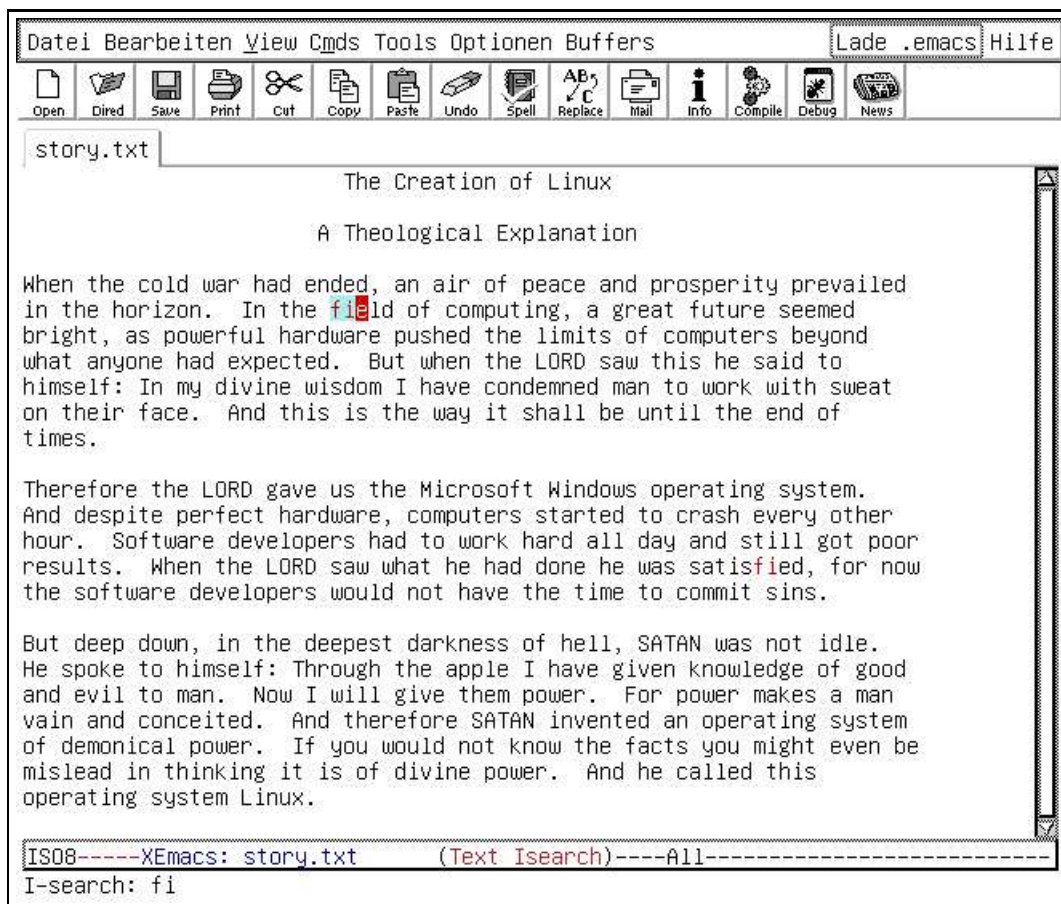 Datei Bearbeiten View Cmds Tools Optionen Buffers Lade .emacs Hilfe
Open Dired Save Print Cut Copy Paste Undo Spell Replace Mail Info Compile Debug News
story.txt
The Creation of Linux
A Theological Explanation
When the cold war had ended, an air of peace and prosperity prevailed
in the horizon.  In the field of computing, a great future seemed
bright, as powerful hardware pushed the limits of computers beyond
what anyone had expected.  But when the LORD saw this he said to
himself: In my divine wisdom I have condemned man to work with sweat
on their face.  And this is the way it shall be until the end of
times.
Therefore the LORD gave us the Microsoft Windows operating system.
And despite perfect hardware, computers started to crash every other
hour.  Software developers had to work hard all day and still got poor
results.  When the LORD saw what he had done he was satisfied, for now
the software developers would not have the time to commit sins.
But deep down, in the deepest darkness of hell, SATAN was not idle.
He spoke to himself: Through the apple I have given knowledge of good
and evil to man.  Now I will give them power.  For power makes a man
vain and conceited.  And therefore SATAN invented an operating system
of demonical power.  If you would not know the facts you might even be
mislead in thinking it is of divine power.  And he called this
operating system Linux.
ISO8-----XEmacs: story.txt      (Text Isearch)----All---------------------------
I-search: fi